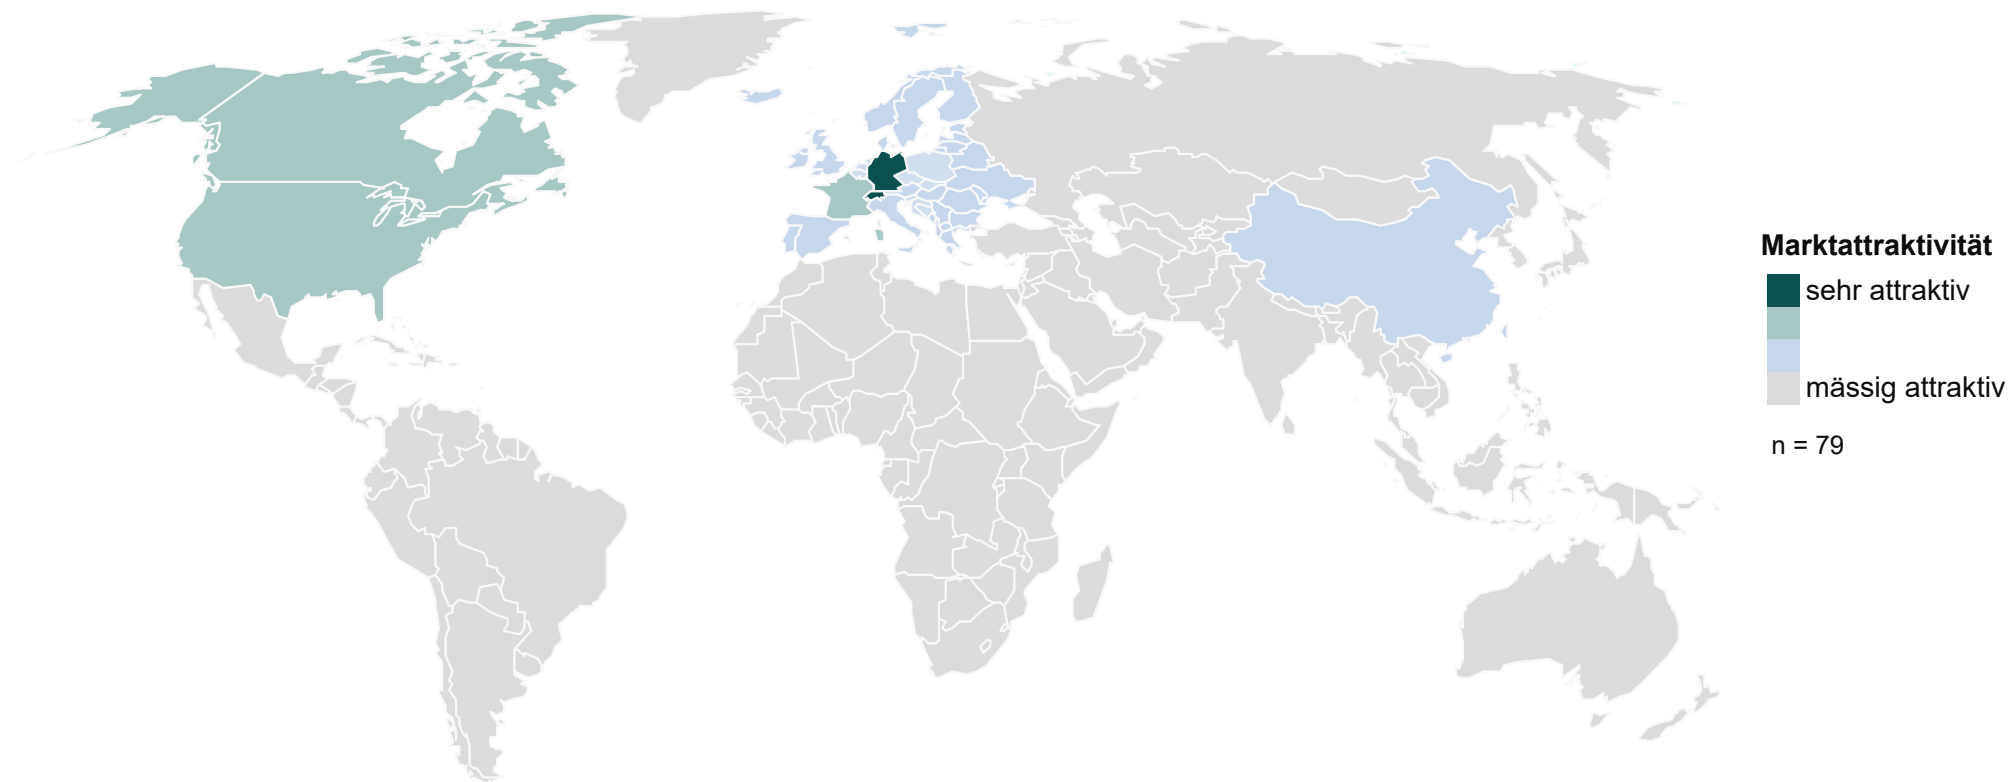 Marktattraktivität
sehr attraktiv
mässig attraktiv
n = 79